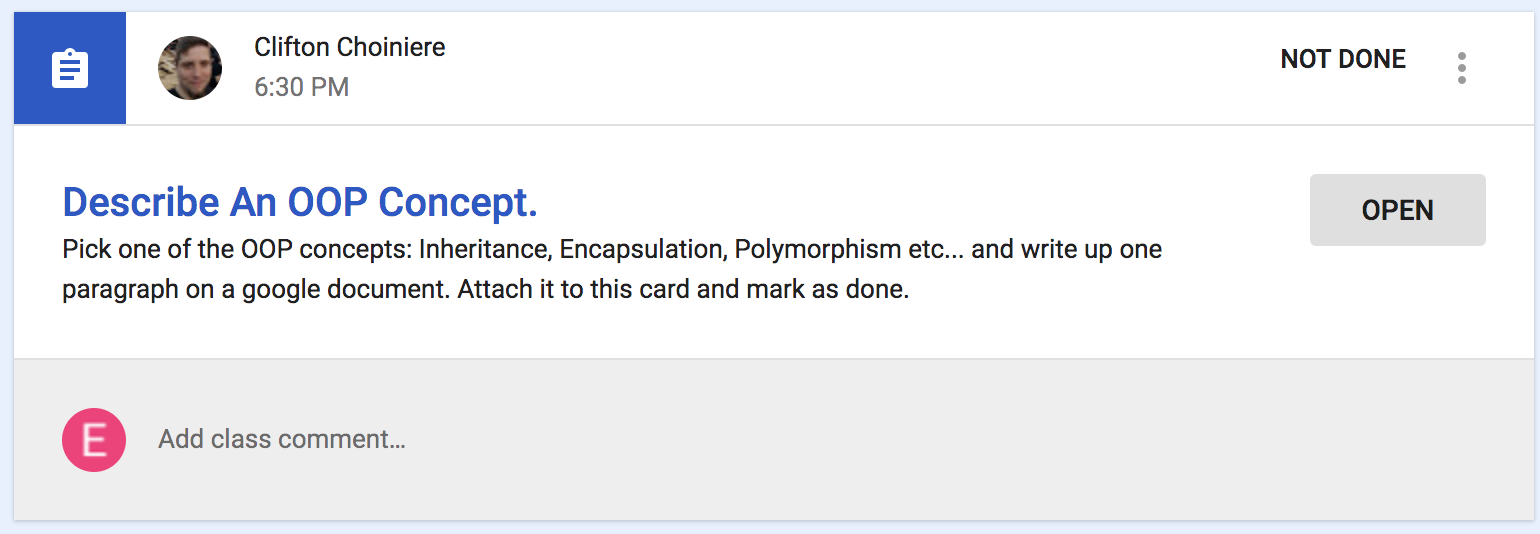 Clifton Choiniere
6:30 PM
NOT DONE
Describe An OOP Concept.
OPEN
Pick one of the OOP concepts: Inheritance, Encapsulation, Polymorphism etc... and write up one
paragraph on a google document. Attach it to this card and mark as done.
E
Add class comment...